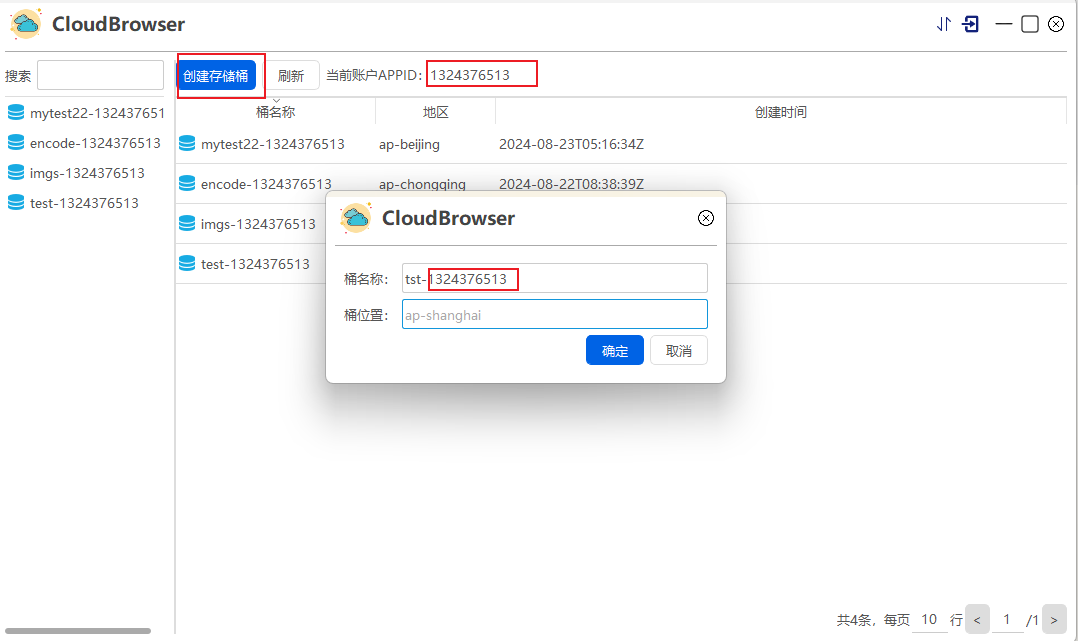 CloudBrowser
搜索 创建存储桶 刷新 当前账户APPID: 1324376513
mytest22-132437651
encode-1324376513
imgs-1324376513
test-1324376513
桶名称 地区 创建时间
mytest22-1324376513 ap-beijing 2024-08-23T05:16:34Z
encode-1324376513 ap-chongqing 2024-08-22T08:38:39Z
imgs-1324376513
test-1324376513
CloudBrowser
桶名称: tst-1324376513
桶位置: ap-shanghai
确定 取消
共4条, 每页 10 行 < 1 /1 >